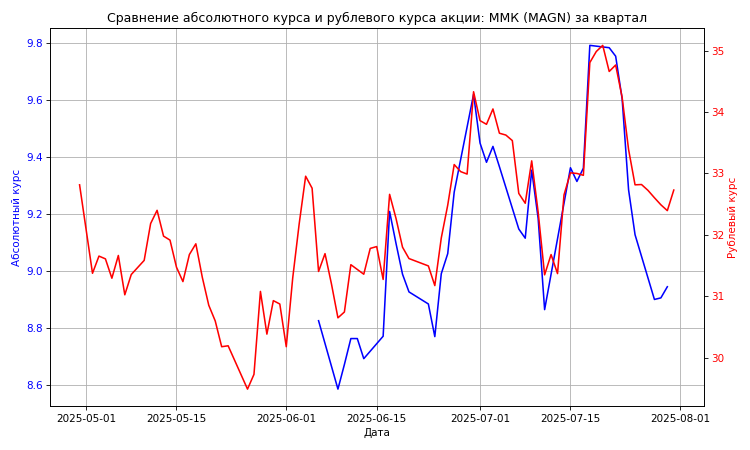 Сравнение абсолютного курса и рублевого курса акции: ММК (MAGN) за квартал
Абсолютный курс
9.8
9.6
9.4
9.2
9.0
8.8
8.6
35
34
33
32
31
30
Рублевый курс
2025-05-01 2025-05-15 2025-06-01 2025-06-15 2025-07-01 2025-07-15 2025-08-01
Дата